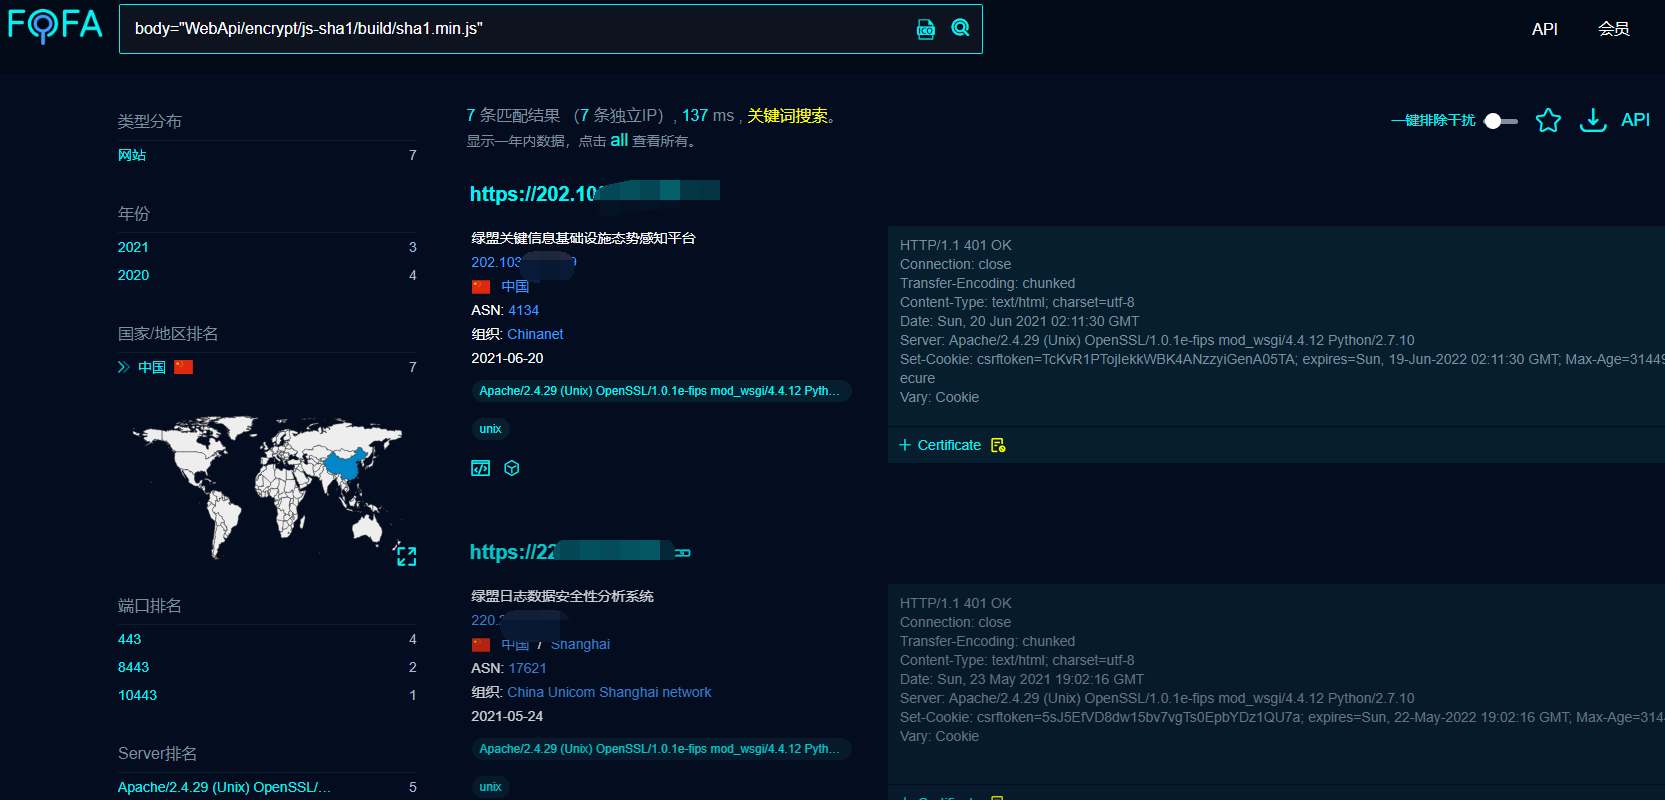 FOFA
body="WebApi/encrypt/js-sha1/build/sha1.min.js"
ICO
API
会员
类型分布
网站 7
年份
2021 3
2020 4
国家/地区排名
中国 7
端口排名
443 4
8443 2
10443 1
Server排名
Apache/2.4.29 (Unix) OpenSSL/... 5
7 条匹配结果 （7 条独立IP）, 137 ms , 关键词搜索。
显示一年内数据，点击 all 查看所有。
一键排除干扰
API
https://202.10
绿盟关键信息基础设施态势感知平台
202.103 9
中国
ASN: 4134
组织: Chinanet
2021-06-20
Apache/2.4.29 (Unix) OpenSSL/1.0.1e-fips mod_wsgi/4.4.12 Pyth...
unix
HTTP/1.1 401 OK
Connection: close
Transfer-Encoding: chunked
Content-Type: text/html; charset=utf-8
Date: Sun, 20 Jun 2021 02:11:30 GMT
Server: Apache/2.4.29 (Unix) OpenSSL/1.0.1e-fips mod_wsgi/4.4.12 Python/2.7.10
Set-Cookie: csrftoken=TcKvR1PTojIekkWBK4ANzzyiGenA05TA; expires=Sun, 19-Jun-2022 02:11:30 GMT; Max-Age=31449
ecure
Vary: Cookie
Certificate
https://22
绿盟日志数据安全性分析系统
220.2
中国 / Shanghai
ASN: 17621
组织: China Unicom Shanghai network
2021-05-24
Apache/2.4.29 (Unix) OpenSSL/1.0.1e-fips mod_wsgi/4.4.12 Pyth...
unix
HTTP/1.1 401 OK
Connection: close
Transfer-Encoding: chunked
Content-Type: text/html; charset=utf-8
Date: Sun, 23 May 2021 19:02:16 GMT
Server: Apache/2.4.29 (Unix) OpenSSL/1.0.1e-fips mod_wsgi/4.4.12 Python/2.7.10
Set-Cookie: csrftoken=5sJ5EfVD8dw15bv7vgTs0EpbYDz1QU7a; expires=Sun, 22-May-2022 19:02:16 GMT; Max-Age=314
Vary: Cookie